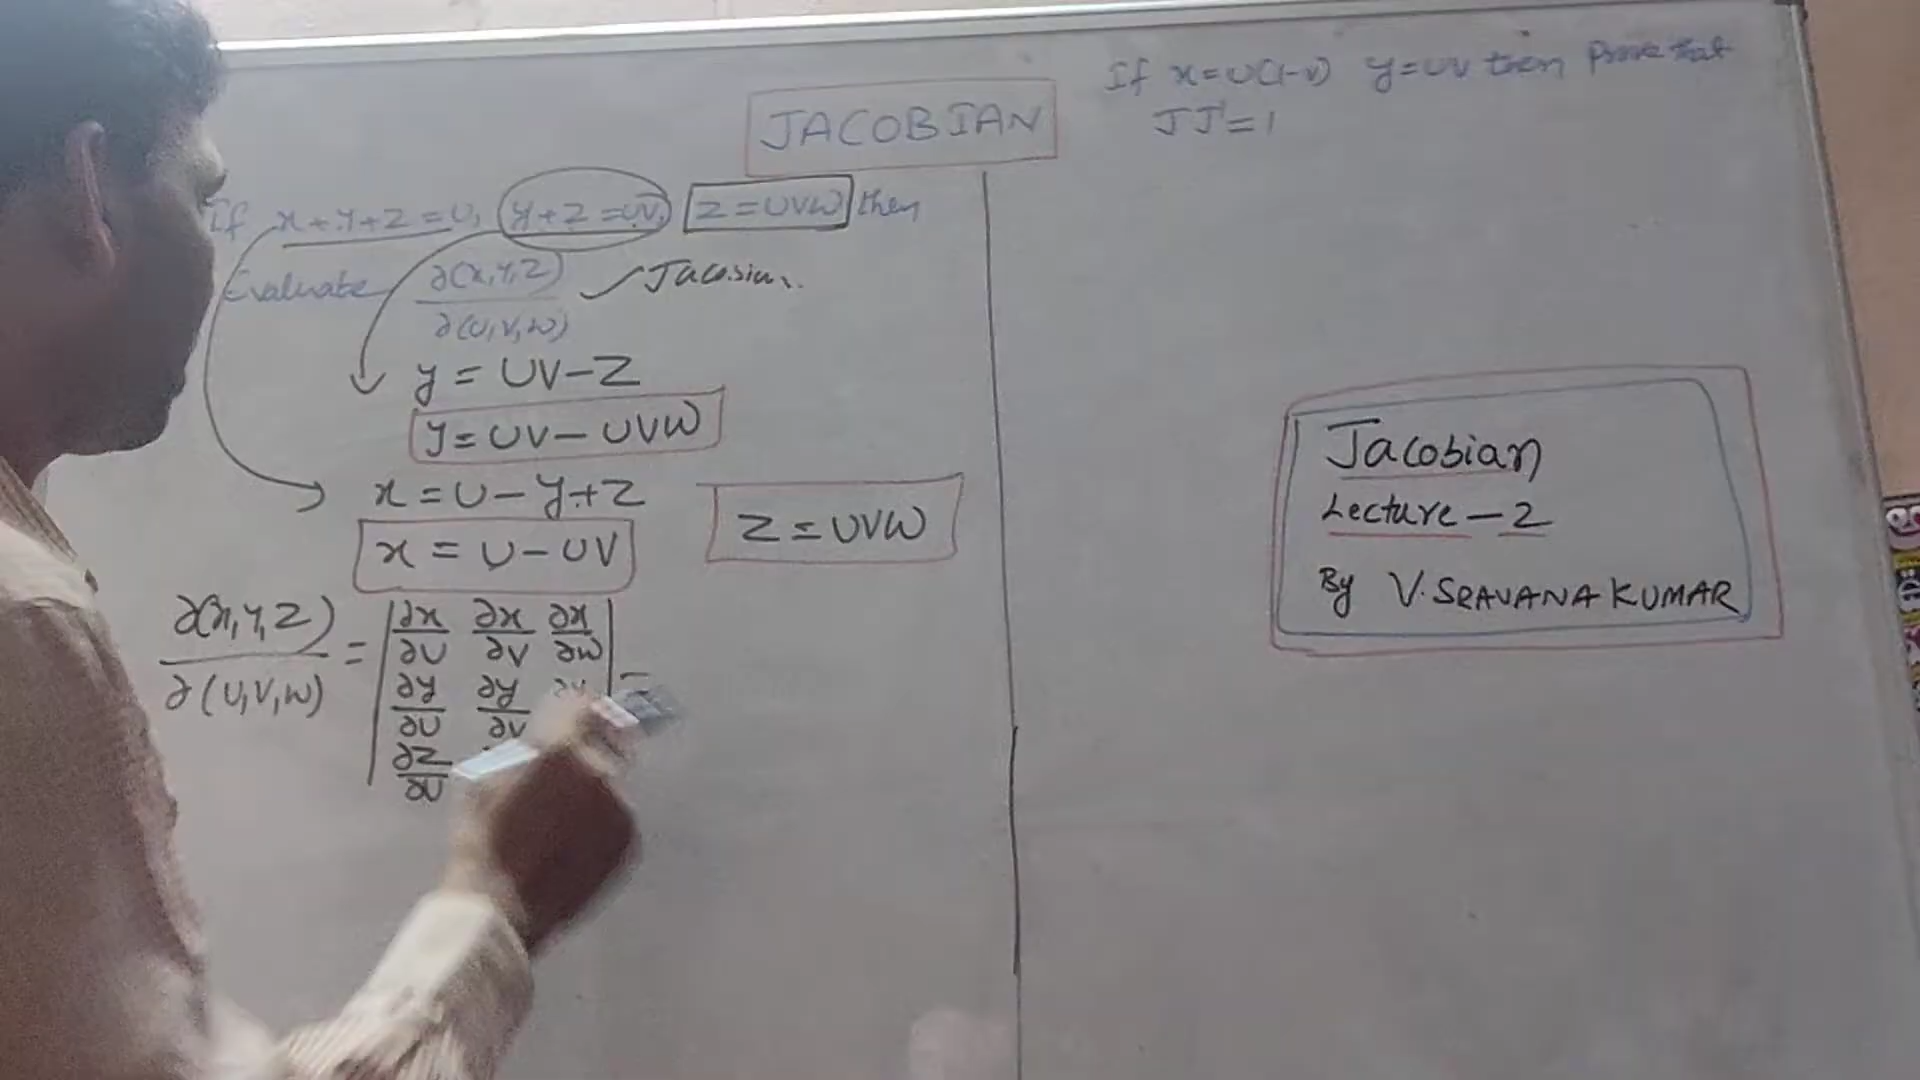 JACOBIAN
If x+y+z=u, y+z=uv, z=uvw then
Evaluate ∂(x,y,z)
∂(u,v,w)
Jacosian.
y = UV-Z
y = UV - UVW
x = U - y+z
x = U - UV
Z = UVW
∂(x,y,z) = | ∂x ∂x ∂x | =
∂(u,v,w) ∂U ∂V ∂W
∂y ∂y
∂U ∂V
∂Z
∂U
If x=u(1-v) y=uv then prove that
JJ'=1
Jacobian
Lecture-2
By V.SRAVANA KUMAR